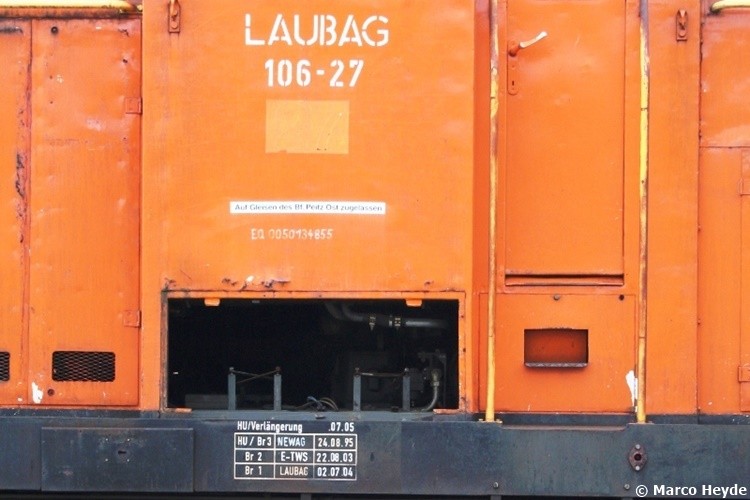 LAUBAG
106-27
Auf Gleisen des Bf. Peitz Ost zugelassen
EQ 0050134855
HU/Verlängerung .07.05
HU / Br3 NEWAG 24.08.95
Br 2 E-TWS 22.08.03
Br 1 LAUBAG 02.07.04
© Marco Heyde